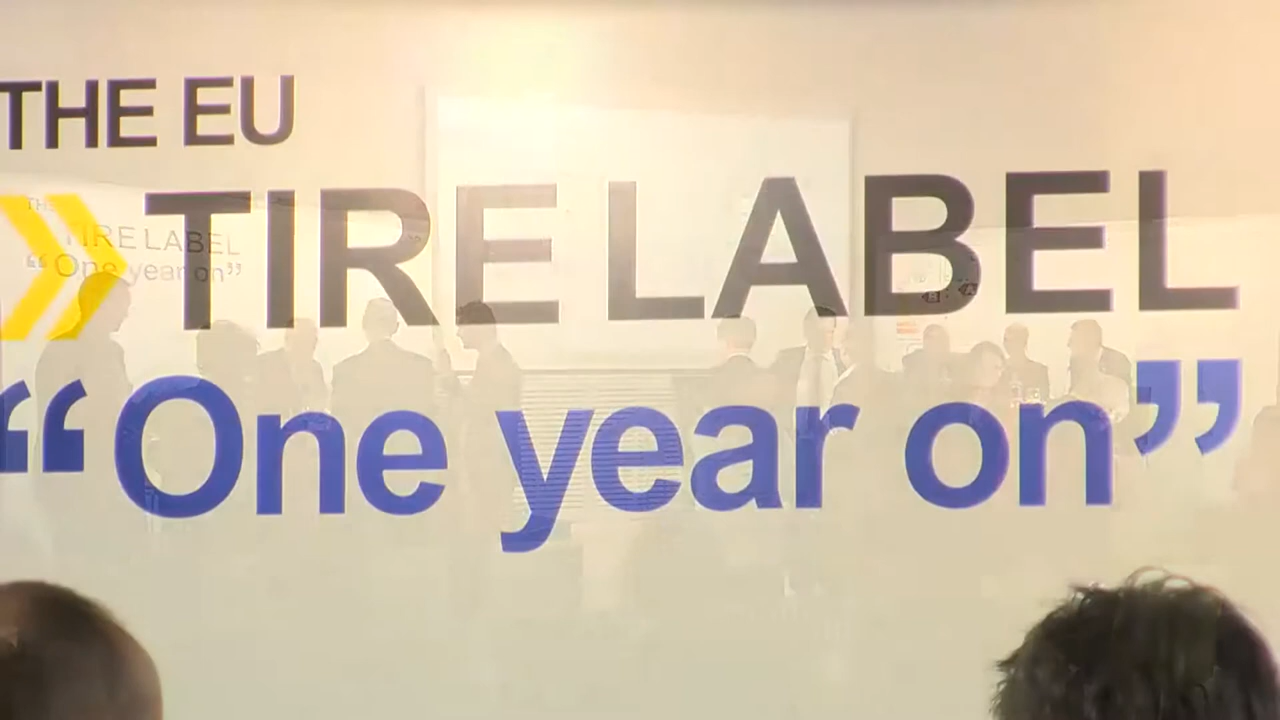 THE EU
TIRE LABEL
“One year on”
TIRE LABEL
“One year on”